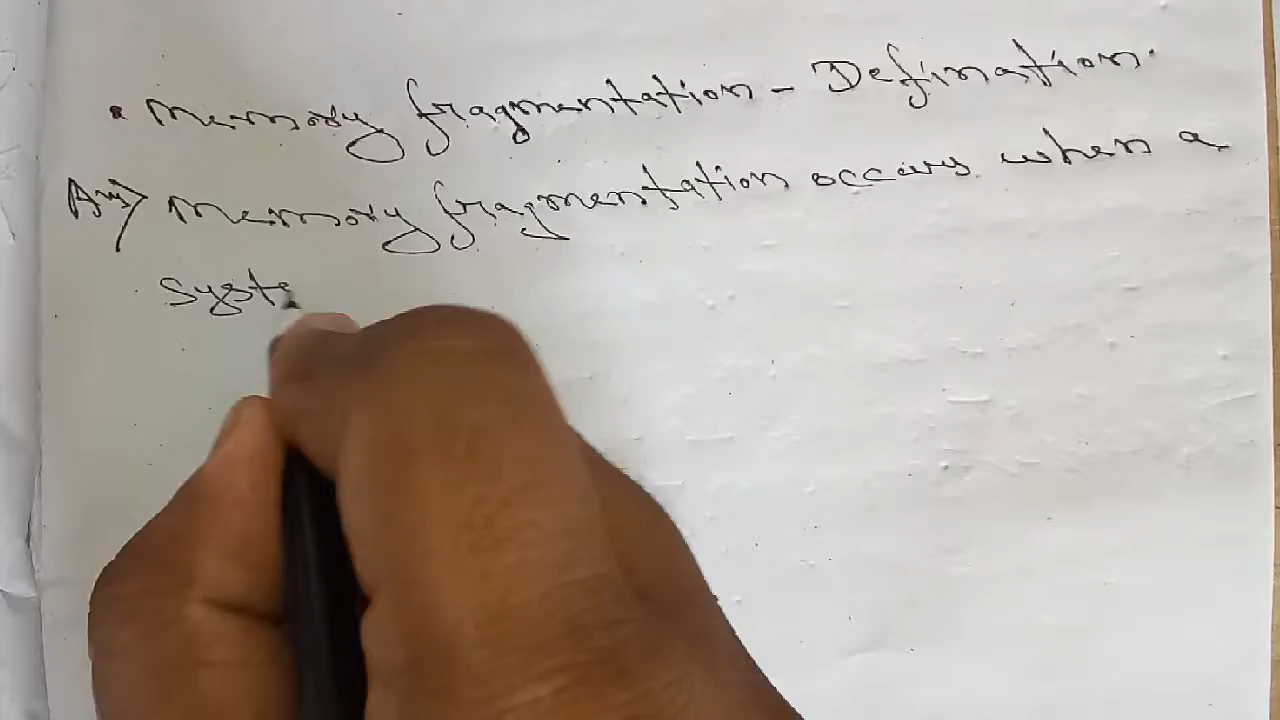 • Memory fragmentation - Defination.
Ans) Memory fragmentation occurs when a
Syste